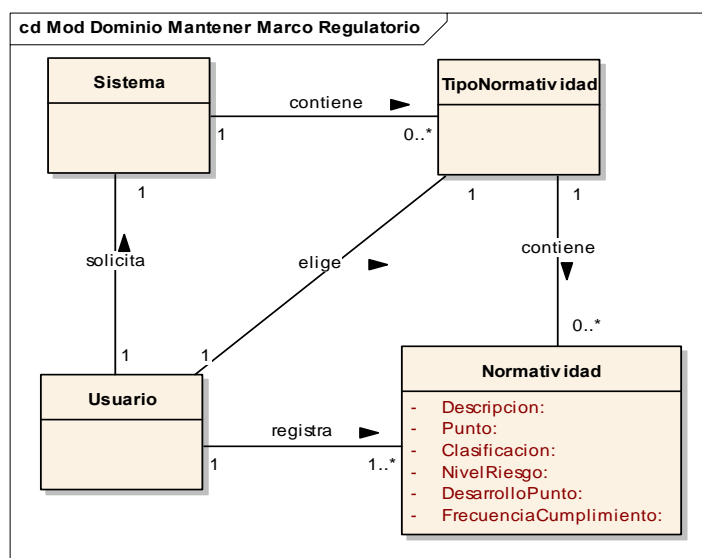 cd Mod Dominio Mantener Marco Regulatorio
Sistema
TipoNormatividad
contiene
1
0..*
1
1
1
solicita
elige
contiene
1
1
0..*
Usuario
Normatividad
registra
1
1..*
- Descripcion:
- Punto:
- Clasificacion:
- NivelRiesgo:
- DesarrolloPunto:
- FrecuenciaCumplimiento: